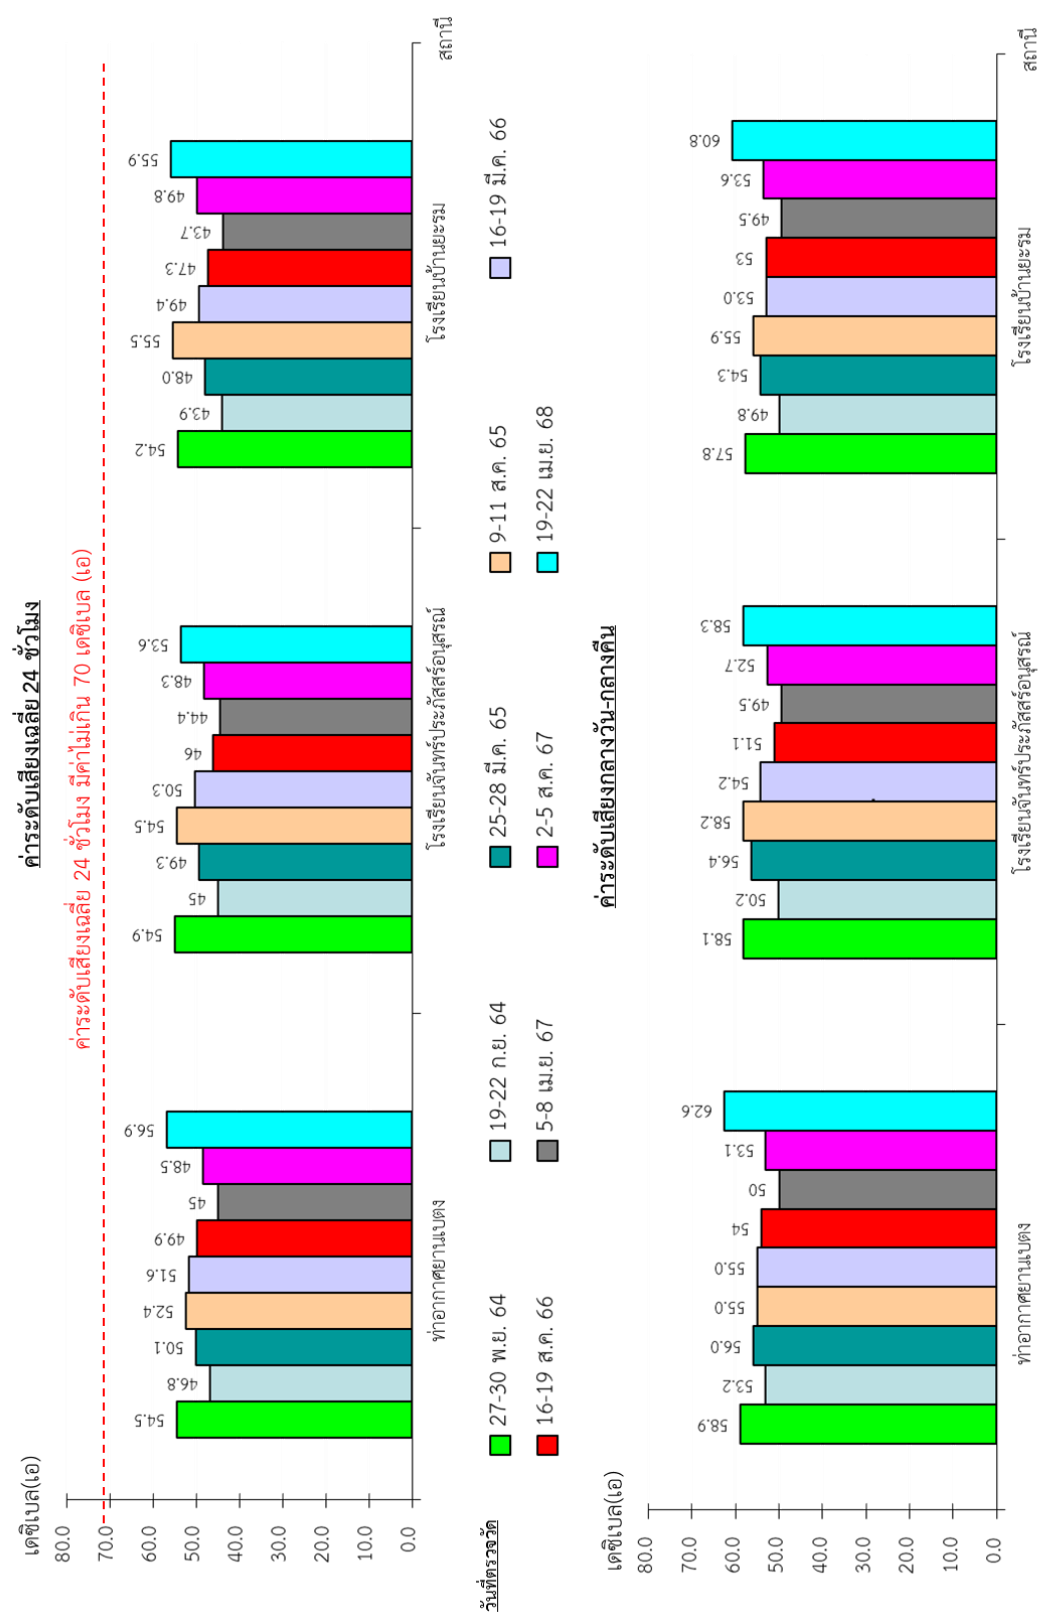 ค่าระดับเสียงเฉลี่ย 24 ชั่วโมง
เดซิเบล(เอ)
ค่าระดับเสียงเฉลี่ย 24 ชั่วโมง มีค่าไม่เกิน 70 เดซิเบล (เอ)
80.0
70.0
60.0
50.0
40.0
30.0
20.0
10.0
0.0
54.5 46.8 50.1 52.4 51.6 49.9 45 48.5 56.9
54.9 45 49.3 54.5 50.3 46 44.4 48.3 53.6
54.2 43.9 48.0 55.5 49.4 47.3 43.7 49.8 55.9
ท่าอากาศยานเบตง โรงเรียนจันทร์ประภัสสร์อนุสรณ์ โรงเรียนบ้านยะรม สถานี
วันที่ตรวจวัด
27-30 พ.ย. 64 19-22 ก.ย. 64 25-28 มี.ค. 65 9-11 ส.ค. 65 16-19 มี.ค. 66
16-19 ส.ค. 66 5-8 เม.ย. 67 2-5 ส.ค. 67 19-22 เม.ย. 68
ค่าระดับเสียงกลางวัน-กลางคืน
เดซิเบล(เอ)
80.0
70.0
60.0
50.0
40.0
30.0
20.0
10.0
0.0
58.9 53.2 56.0 55.0 55.0 54 50 53.1 62.6
58.1 50.2 56.4 58.2 54.2 51.1 49.5 52.7 58.3
57.8 49.8 54.3 55.9 53.0 53 49.5 53.6 60.8
ท่าอากาศยานเบตง โรงเรียนจันทร์ประภัสสร์อนุสรณ์ โรงเรียนบ้านยะรม สถานี